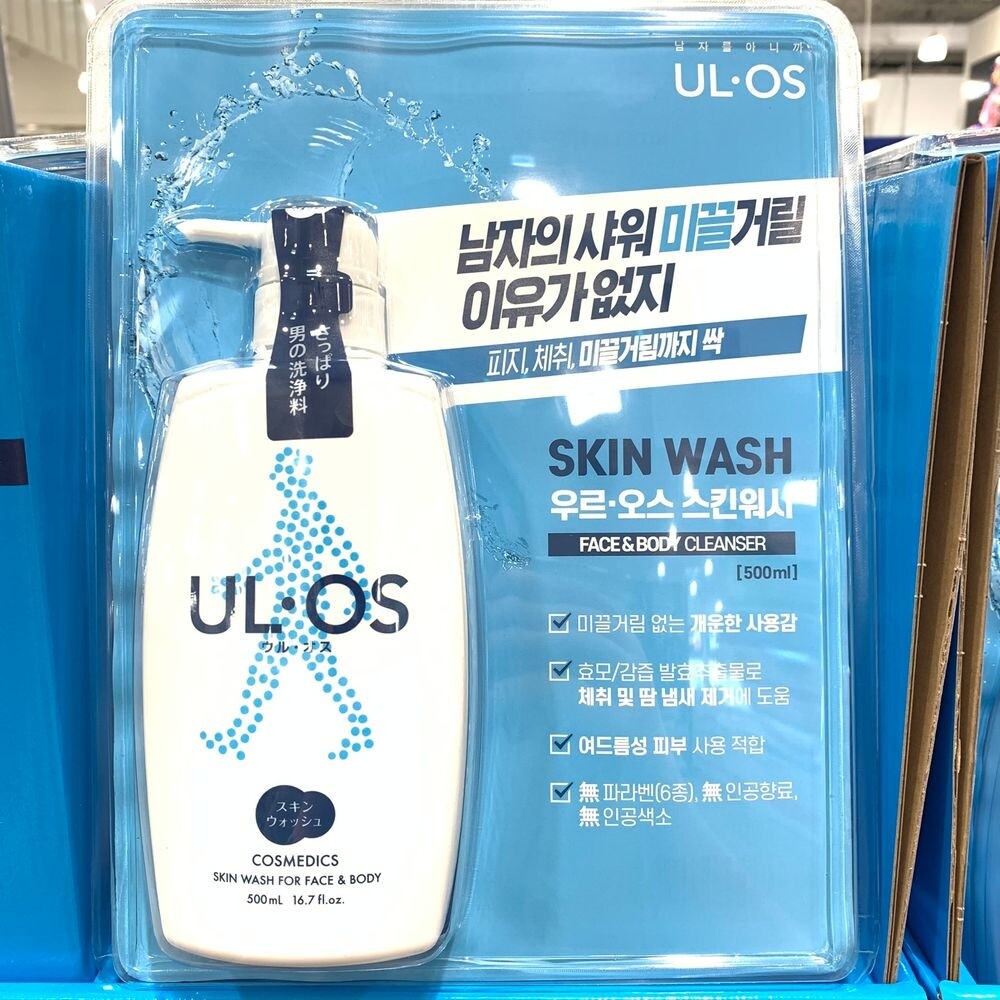 남자를아니까
UL·OS
남자의 샤워 미끌거릴
이유가 없지
피지, 체취, 미끌거림까지 싹
SKIN WASH
우르·오스 스킨워시
FACE & BODY CLEANSER
[500ml]
미끌거림 없는 개운한 사용감
효모/감즙 발효추출물로
체취 및 땀 냄새 제거에 도움
여드름성 피부 사용 적합
無 파라벤(6종), 無 인공향료,
無 인공색소
さっぱり
男の洗浄料
UL·OS
ウル・オス
スキン
ウォッシュ
COSMEDICS
SKIN WASH FOR FACE & BODY
500mL 16.7 fl.oz.